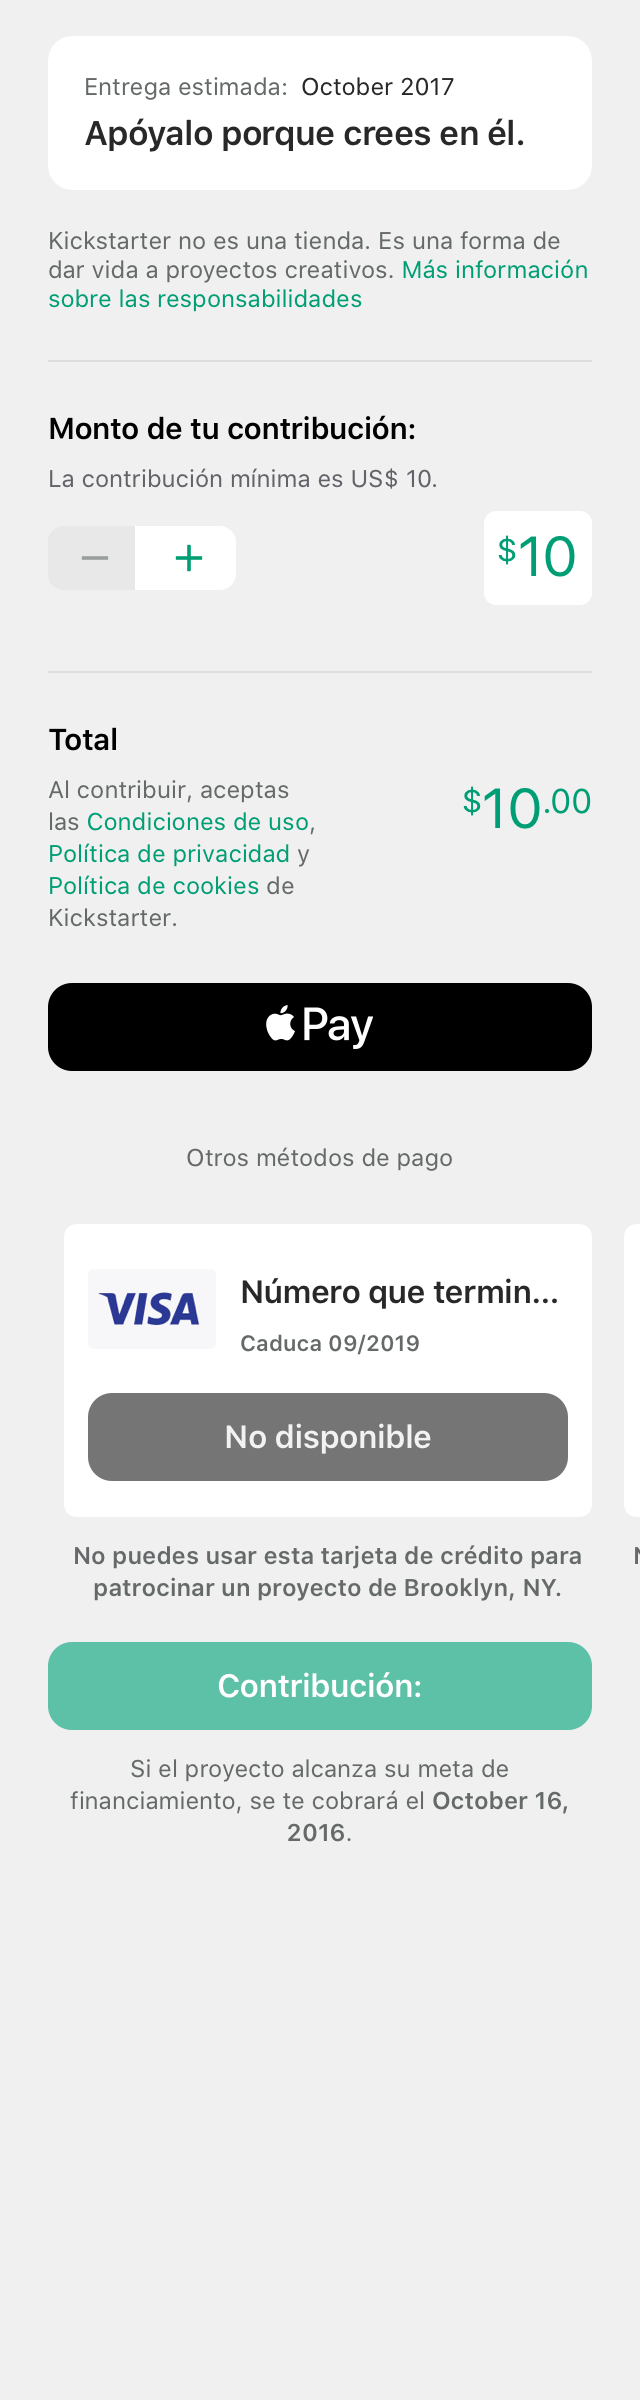 Entrega estimada: October 2017
Apóyalo porque crees en él.
Kickstarter no es una tienda. Es una forma de
dar vida a proyectos creativos. Más información
sobre las responsabilidades
Monto de tu contribución:
La contribución mínima es US$ 10.
− +
$10
Total
Al contribuir, aceptas
las Condiciones de uso,
Política de privacidad y
Política de cookies de
Kickstarter.
$10.00
Pay
Otros métodos de pago
VISA
Número que termin...
Caduca 09/2019
No disponible
No puedes usar esta tarjeta de crédito para
patrocinar un proyecto de Brooklyn, NY.
Contribución:
Si el proyecto alcanza su meta de
financiamiento, se te cobrará el October 16,
2016.